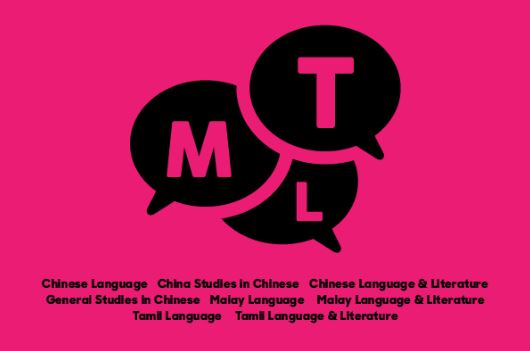 M T L
Chinese Language China Studies in Chinese Chinese Language & Literature
General Studies in Chinese Malay Language Malay Language & Literature
Tamil Language Tamil Language & Literature